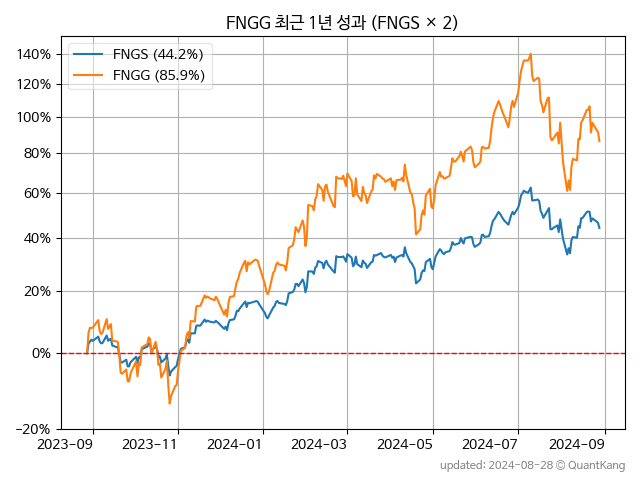 FNGG 최근 1년 성과 (FNGS × 2)
FNGS (44.2%)
FNGG (85.9%)
140%
120%
100%
80%
60%
40%
20%
0%
-20%
2023-09 2023-11 2024-01 2024-03 2024-05 2024-07 2024-09
updated: 2024-08-28 © QuantKang